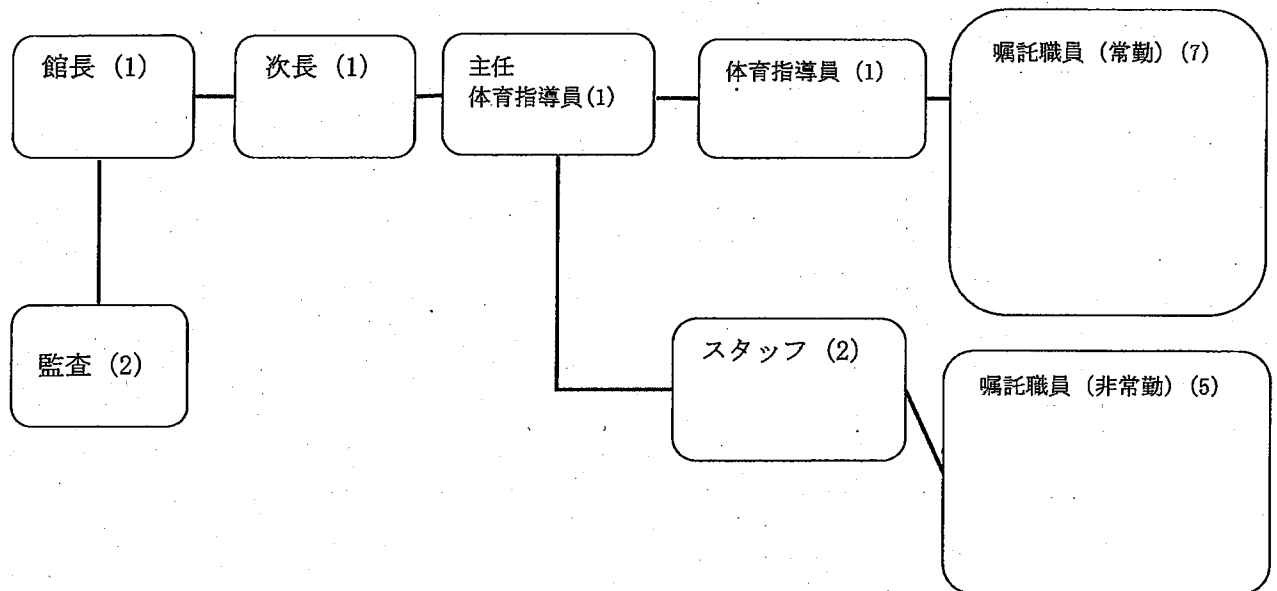 館長 (1)
次長 (1)
主任
体育指導員(1)
体育指導員 (1)
嘱託職員 (常勤) (7)
監査 (2)
スタッフ (2)
嘱託職員 (非常勤) (5)